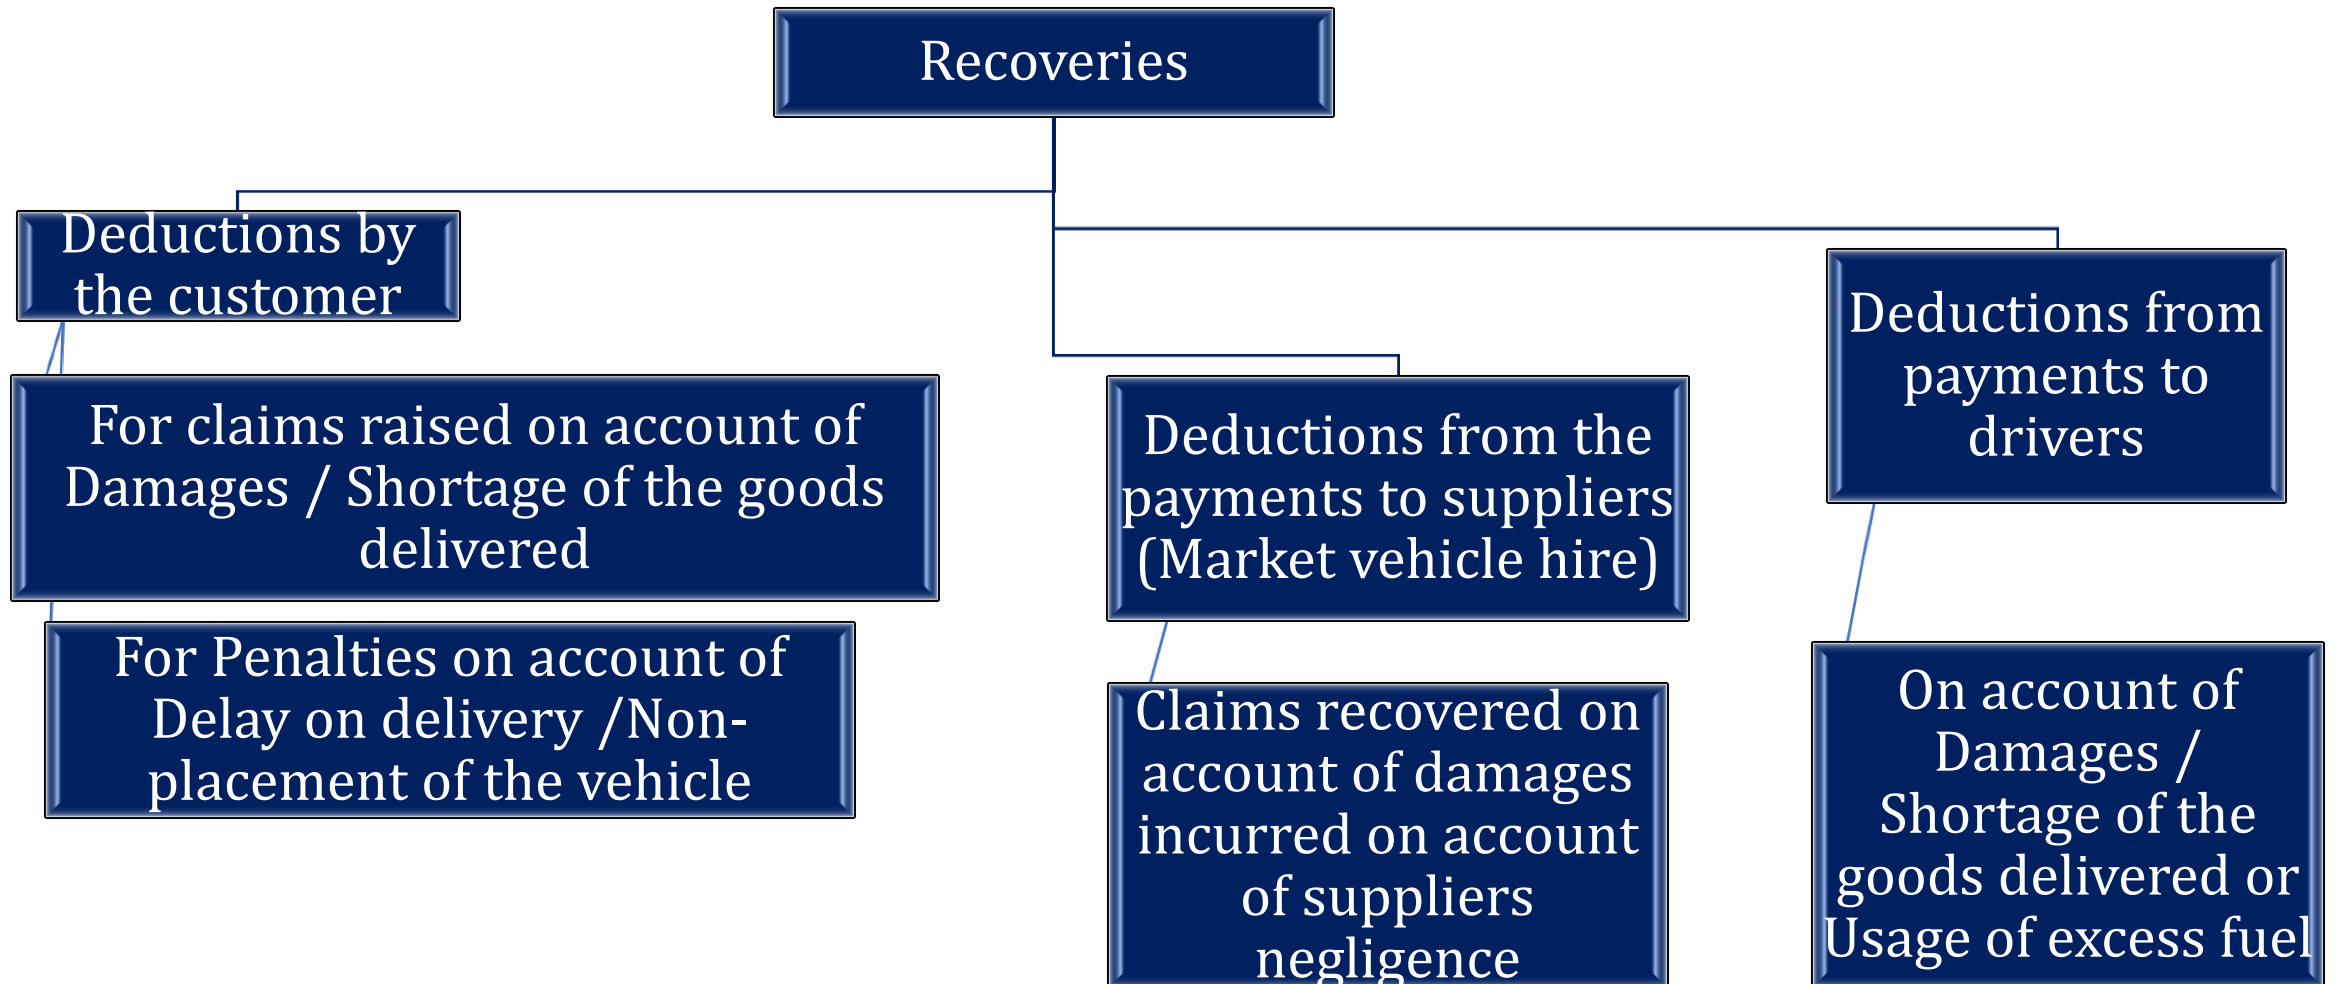 Recoveries
Deductions by
the customer
For claims raised on account of
Damages / Shortage of the goods
delivered
For Penalties on account of
Delay on delivery /Non-
placement of the vehicle
Deductions from the
payments to suppliers
(Market vehicle hire)
Claims recovered on
account of damages
incurred on account
of suppliers
negligence
Deductions from
payments to
drivers
On account of
Damages /
Shortage of the
goods delivered or
Usage of excess fuel